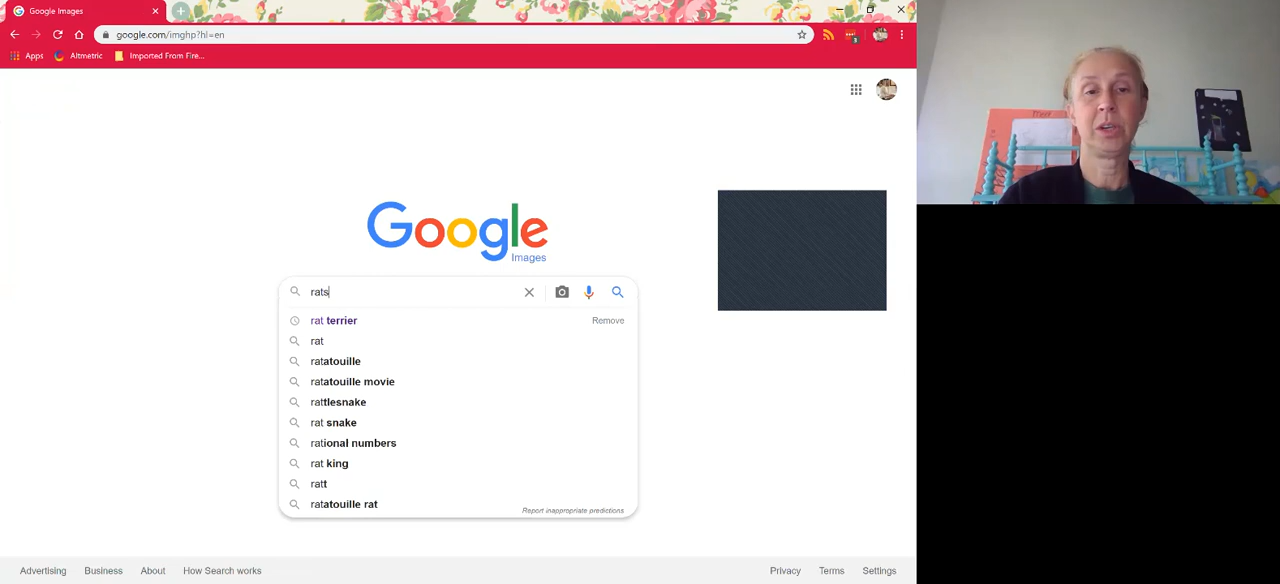 Google Images
google.com/imghp?hl=en
Apps
Altmetric
Imported From Fire...
Google
Images
rats
rat terrier
Remove
rat
ratatouille
ratatouille movie
rattlesnake
rat snake
rational numbers
rat king
ratt
ratatouille rat
Report inappropriate predictions
Advertising
Business
About
How Search works
Privacy
Terms
Settings